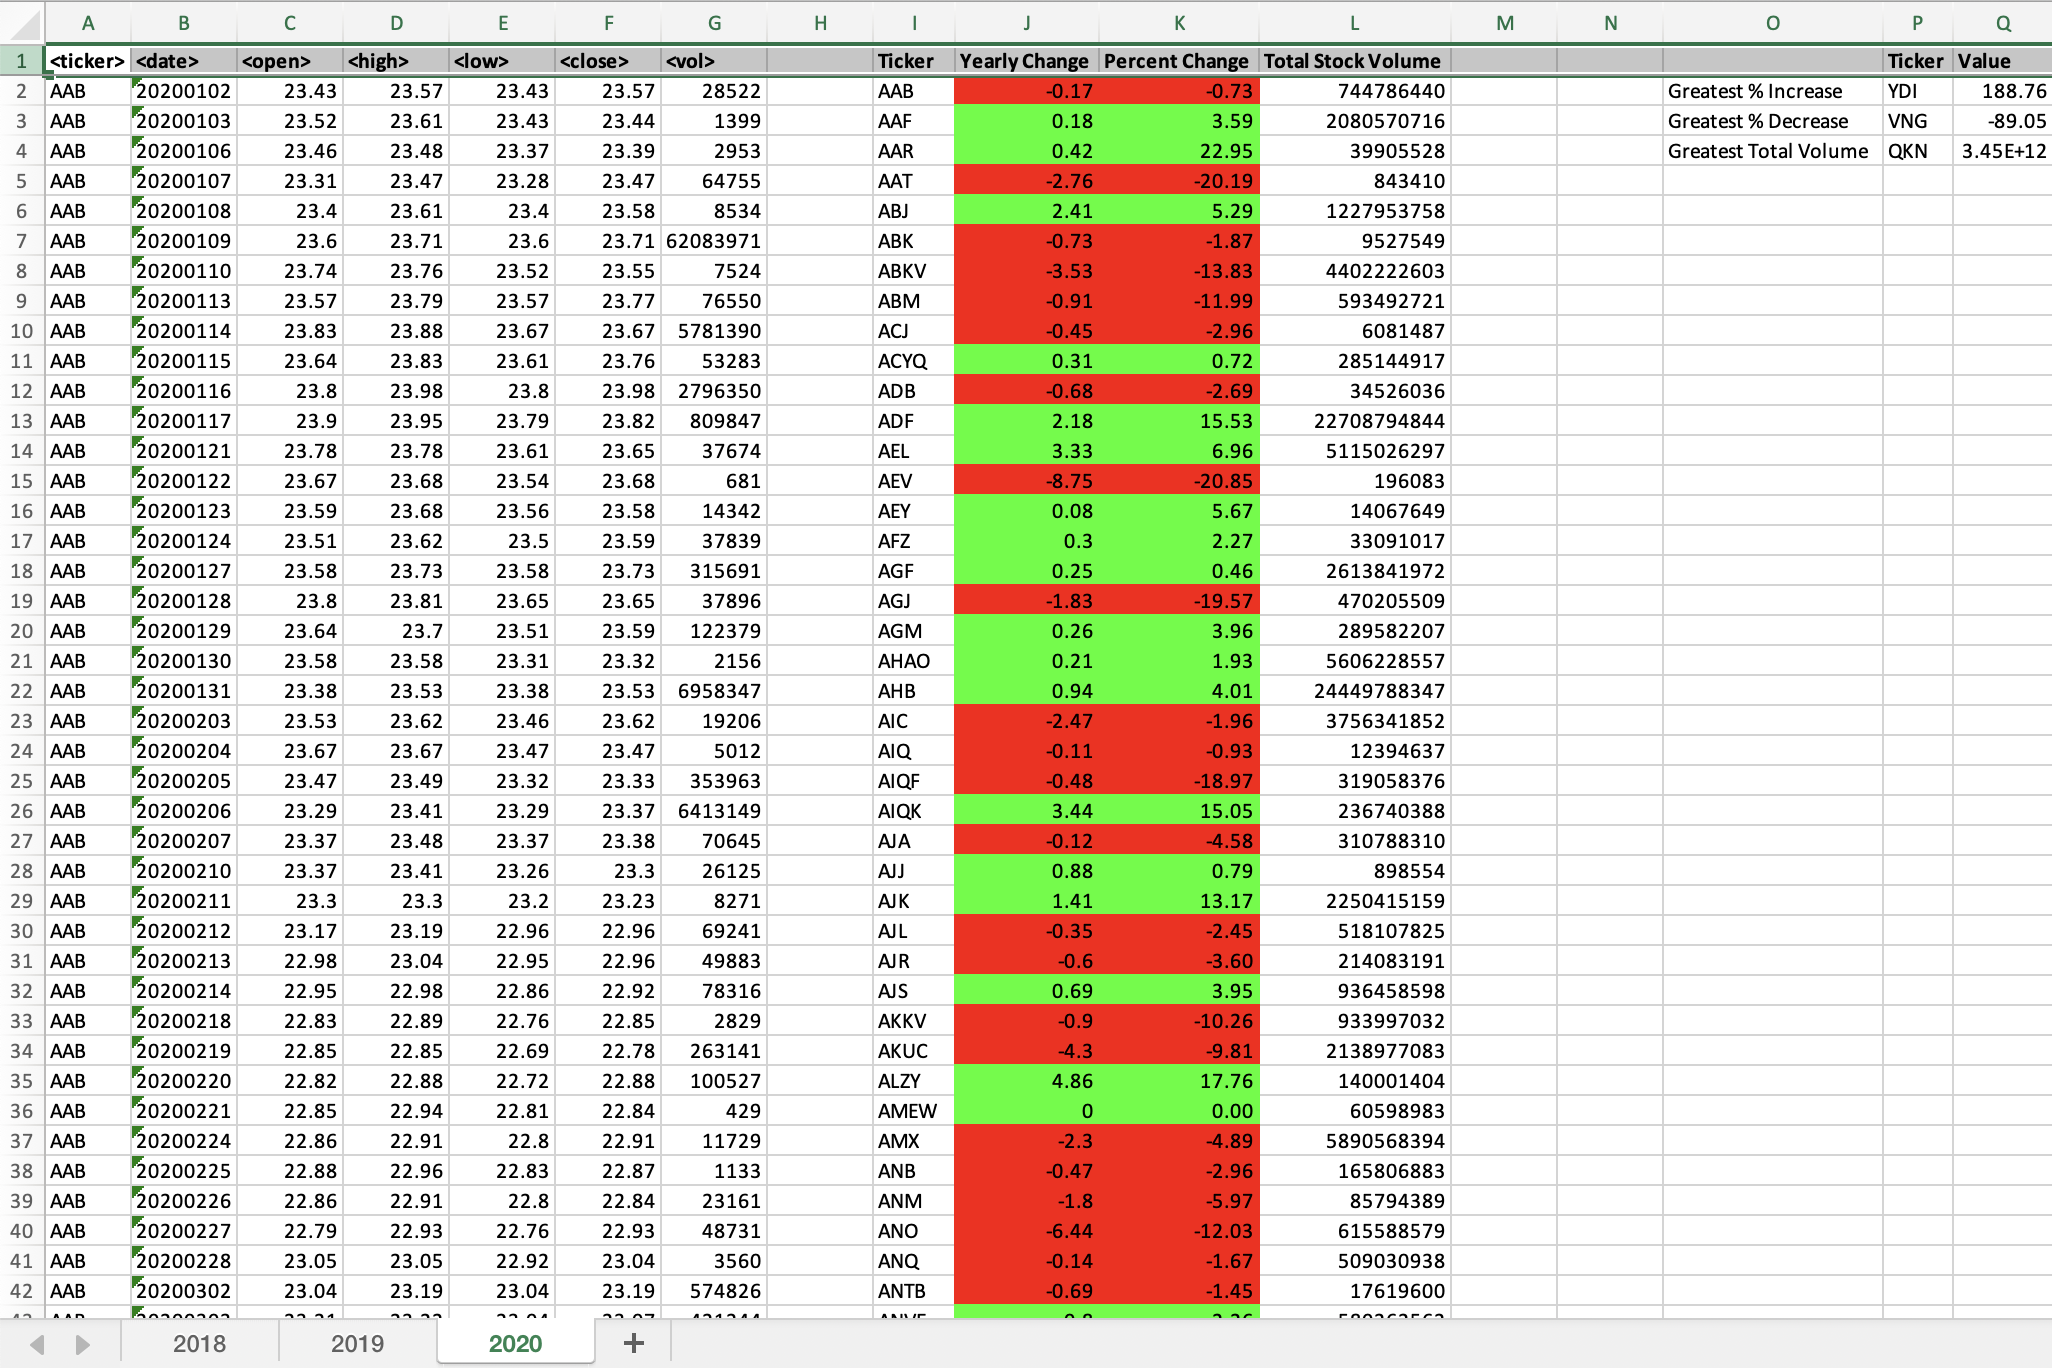 A B C D E F G H I J K L M N O P Q
1 <ticker> <date> <open> <high> <low> <close> <vol> Ticker Yearly Change Percent Change Total Stock Volume Ticker Value
2 AAB 20200102 23.43 23.57 23.43 23.57 28522 AAB -0.17 -0.73 744786440 Greatest % Increase YDI 188.76
3 AAB 20200103 23.52 23.61 23.43 23.44 1399 AAF 0.18 3.59 2080570716 Greatest % Decrease VNG -89.05
4 AAB 20200106 23.46 23.48 23.37 23.39 2953 AAR 0.42 22.95 39905528 Greatest Total Volume QKN 3.45E+12
5 AAB 20200107 23.31 23.47 23.28 23.47 64755 AAT -2.76 -20.19 843410
6 AAB 20200108 23.4 23.61 23.4 23.58 8534 ABJ 2.41 5.29 1227953758
7 AAB 20200109 23.6 23.71 23.6 23.71 62083971 ABK -0.73 -1.87 9527549
8 AAB 20200110 23.74 23.76 23.52 23.55 7524 ABKV -3.53 -13.83 4402222603
9 AAB 20200113 23.57 23.79 23.57 23.77 76550 ABM -0.91 -11.99 593492721
10 AAB 20200114 23.83 23.88 23.67 23.67 5781390 ACJ -0.45 -2.96 6081487
11 AAB 20200115 23.64 23.83 23.61 23.76 53283 ACYQ 0.31 0.72 285144917
12 AAB 20200116 23.8 23.98 23.8 23.98 2796350 ADB -0.68 -2.69 34526036
13 AAB 20200117 23.9 23.95 23.79 23.82 809847 ADF 2.18 15.53 22708794844
14 AAB 20200121 23.78 23.78 23.61 23.65 37674 AEL 3.33 6.96 5115026297
15 AAB 20200122 23.67 23.68 23.54 23.68 681 AEV -8.75 -20.85 196083
16 AAB 20200123 23.59 23.68 23.56 23.58 14342 AEY 0.08 5.67 14067649
17 AAB 20200124 23.51 23.62 23.5 23.59 37839 AFZ 0.3 2.27 33091017
18 AAB 20200127 23.58 23.73 23.58 23.73 315691 AGF 0.25 0.46 2613841972
19 AAB 20200128 23.8 23.81 23.65 23.65 37896 AGJ -1.83 -19.57 470205509
20 AAB 20200129 23.64 23.7 23.51 23.59 122379 AGM 0.26 3.96 289582207
21 AAB 20200130 23.58 23.58 23.31 23.32 2156 AHAO 0.21 1.93 5606228557
22 AAB 20200131 23.38 23.53 23.38 23.53 6958347 AHB 0.94 4.01 24449788347
23 AAB 20200203 23.53 23.62 23.46 23.62 19206 AIC -2.47 -1.96 3756341852
24 AAB 20200204 23.67 23.67 23.47 23.47 5012 AIQ -0.11 -0.93 12394637
25 AAB 20200205 23.47 23.49 23.32 23.33 353963 AIQF -0.48 -18.97 319058376
26 AAB 20200206 23.29 23.41 23.29 23.37 6413149 AIQK 3.44 15.05 236740388
27 AAB 20200207 23.37 23.48 23.37 23.38 70645 AJA -0.12 -4.58 310788310
28 AAB 20200210 23.37 23.41 23.26 23.3 26125 AJJ 0.88 0.79 898554
29 AAB 20200211 23.3 23.3 23.2 23.23 8271 AJK 1.41 13.17 2250415159
30 AAB 20200212 23.17 23.19 22.96 22.96 69241 AJL -0.35 -2.45 518107825
31 AAB 20200213 22.98 23.04 22.95 22.96 49883 AJR -0.6 -3.60 214083191
32 AAB 20200214 22.95 22.98 22.86 22.92 78316 AJS 0.69 3.95 936458598
33 AAB 20200218 22.83 22.89 22.76 22.85 2829 AKKV -0.9 -10.26 933997032
34 AAB 20200219 22.85 22.85 22.69 22.78 263141 AKUC -4.3 -9.81 2138977083
35 AAB 20200220 22.82 22.88 22.72 22.88 100527 ALZY 4.86 17.76 140001404
36 AAB 20200221 22.85 22.94 22.81 22.84 429 AMEW 0 0.00 60598983
37 AAB 20200224 22.86 22.91 22.8 22.91 11729 AMX -2.3 -4.89 5890568394
38 AAB 20200225 22.88 22.96 22.83 22.87 1133 ANB -0.47 -2.96 165806883
39 AAB 20200226 22.86 22.91 22.8 22.84 23161 ANM -1.8 -5.97 85794389
40 AAB 20200227 22.79 22.93 22.76 22.93 48731 ANO -6.44 -12.03 615588579
41 AAB 20200228 23.05 23.05 22.92 23.04 3560 ANQ -0.14 -1.67 509030938
42 AAB 20200302 23.04 23.19 23.04 23.19 574826 ANTB -0.69 -1.45 17619600
2018 2019 2020 +